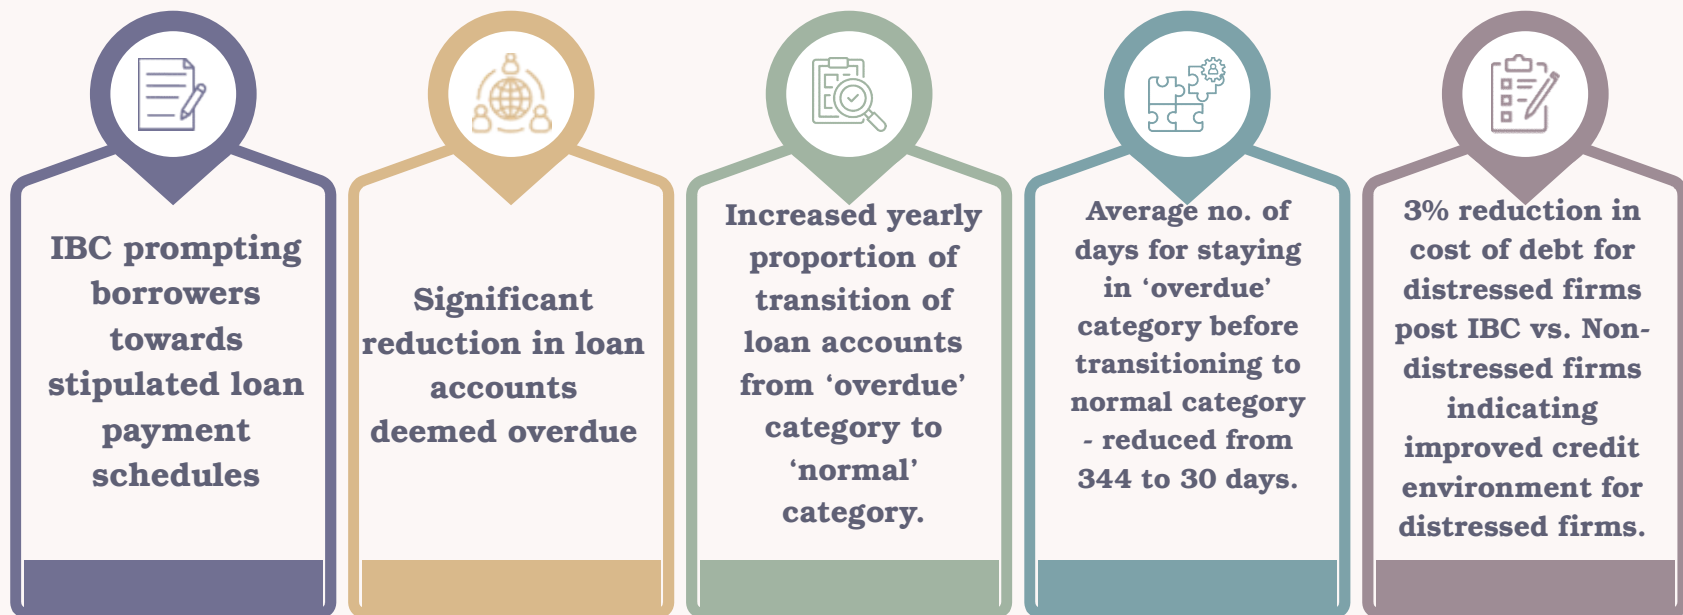 IBC prompting
borrowers
towards
stipulated loan
payment
schedules
Significant
reduction in loan
accounts
deemed overdue
Increased yearly
proportion of
transition of
loan accounts
from ‘overdue’
category to
‘normal’
category.
Average no. of
days for staying
in ‘overdue’
category before
transitioning to
normal category
- reduced from
344 to 30 days.
3% reduction in
cost of debt for
distressed firms
post IBC vs. Non-
distressed firms
indicating
improved credit
environment for
distressed firms.